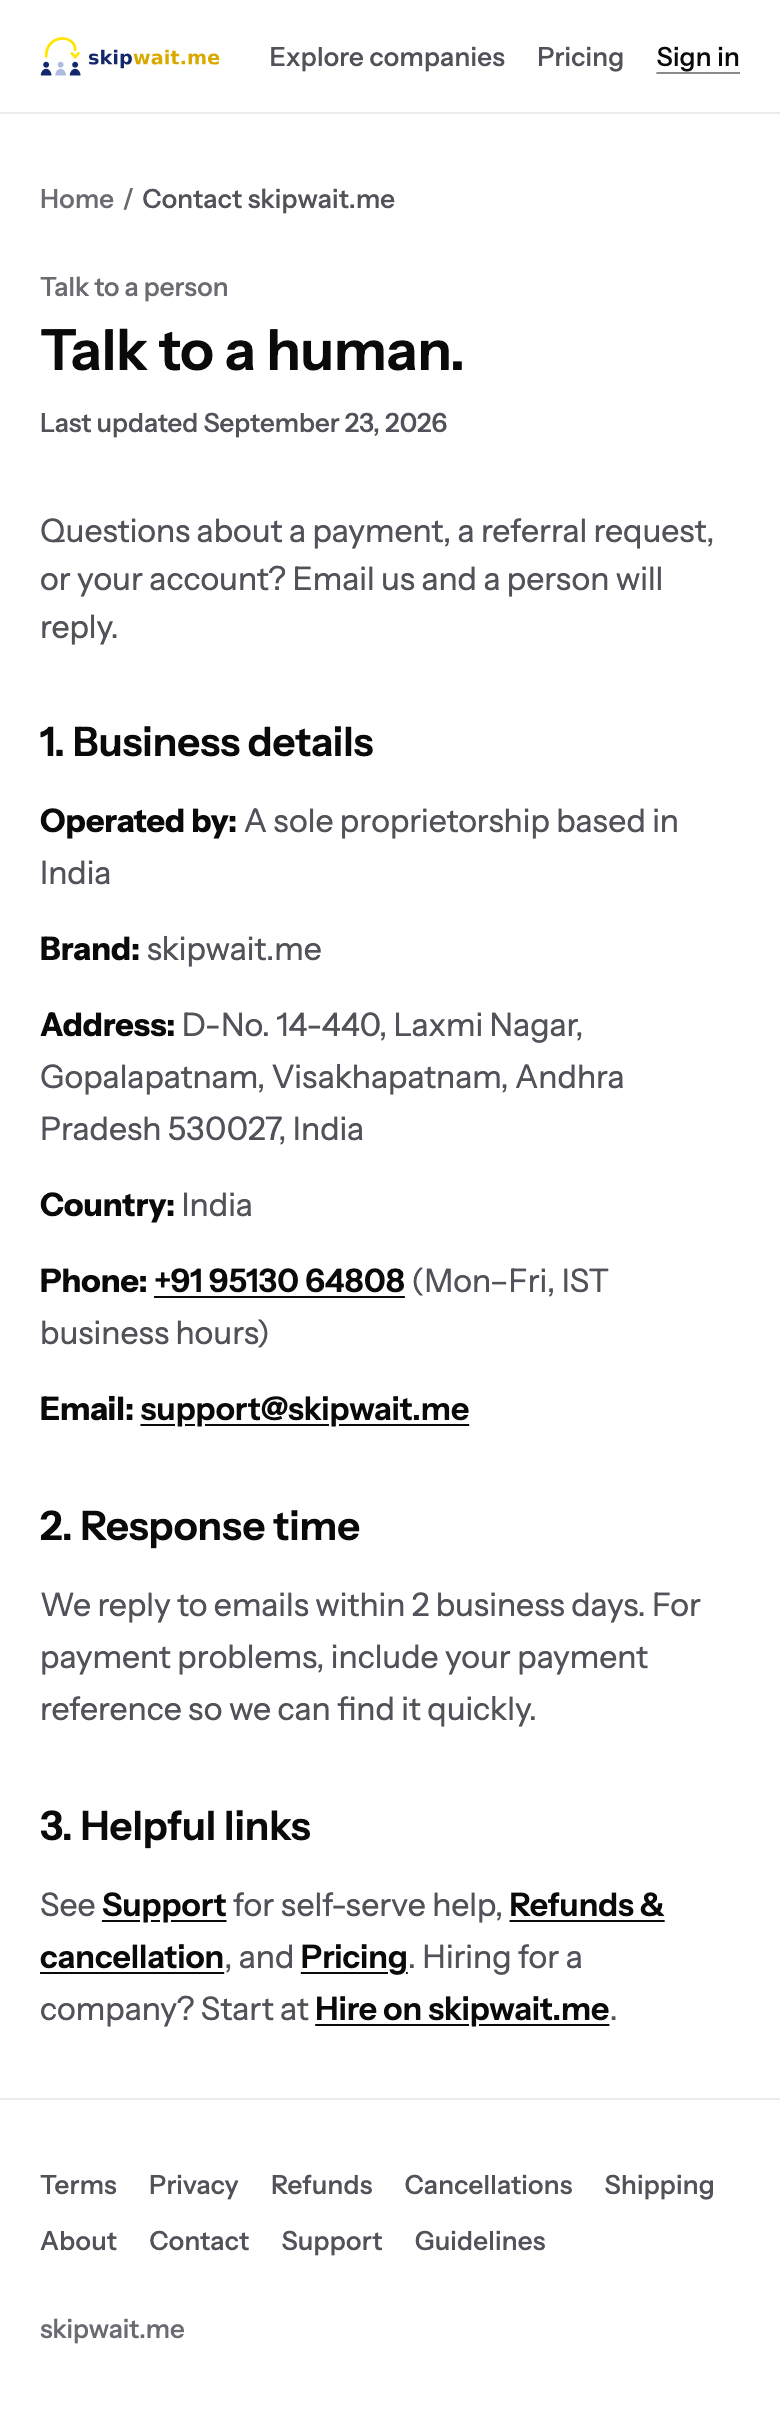 skipwait.me Explore companies Pricing Sign in
Home / Contact skipwait.me
Talk to a person
Talk to a human.
Last updated September 23, 2026
Questions about a payment, a referral request,
or your account? Email us and a person will
reply.
1. Business details
Operated by: A sole proprietorship based in
India
Brand: skipwait.me
Address: D-No. 14-440, Laxmi Nagar,
Gopalapatnam, Visakhapatnam, Andhra
Pradesh 530027, India
Country: India
Phone: +91 95130 64808 (Mon–Fri, IST
business hours)
Email: support@skipwait.me
2. Response time
We reply to emails within 2 business days. For
payment problems, include your payment
reference so we can find it quickly.
3. Helpful links
See Support for self-serve help, Refunds &
cancellation, and Pricing. Hiring for a
company? Start at Hire on skipwait.me.
Terms Privacy Refunds Cancellations Shipping
About Contact Support Guidelines
skipwait.me